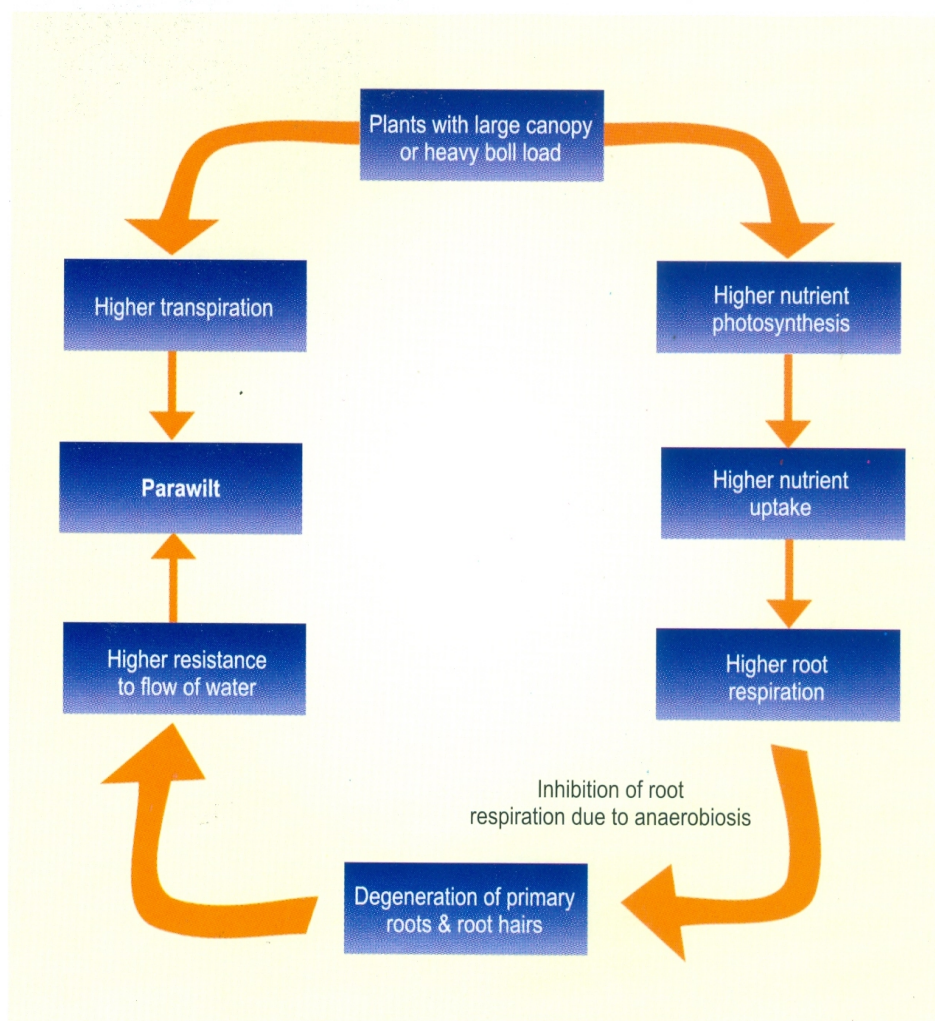 Plants with large canopy
or heavy boll load
Higher transpiration
Higher nutrient
photosynthesis
Parawilt
Higher nutrient
uptake
Higher resistance
to flow of water
Higher root
respiration
Inhibition of root
respiration due to anaerobiosis
Degeneration of primary
roots & root hairs